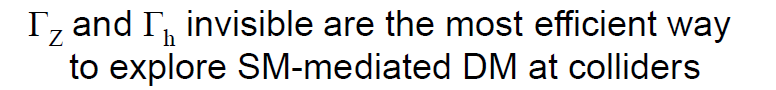 Γ_Z and Γ_h invisible are the most efficient way
to explore SM-mediated DM at colliders